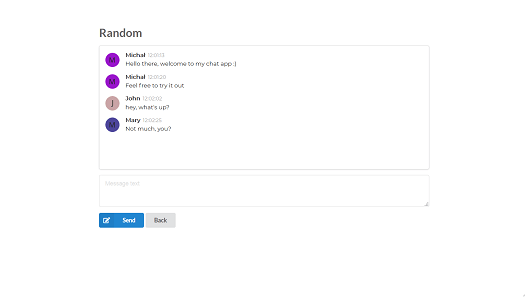 Random
M
Michal 12:01:13
Hello there, welcome to my chat app :)
M
Michal 12:01:20
Feel free to try it out
J
John 12:02:02
hey, what's up?
M
Mary 12:02:25
Not much, you?
Message text
Send
Back